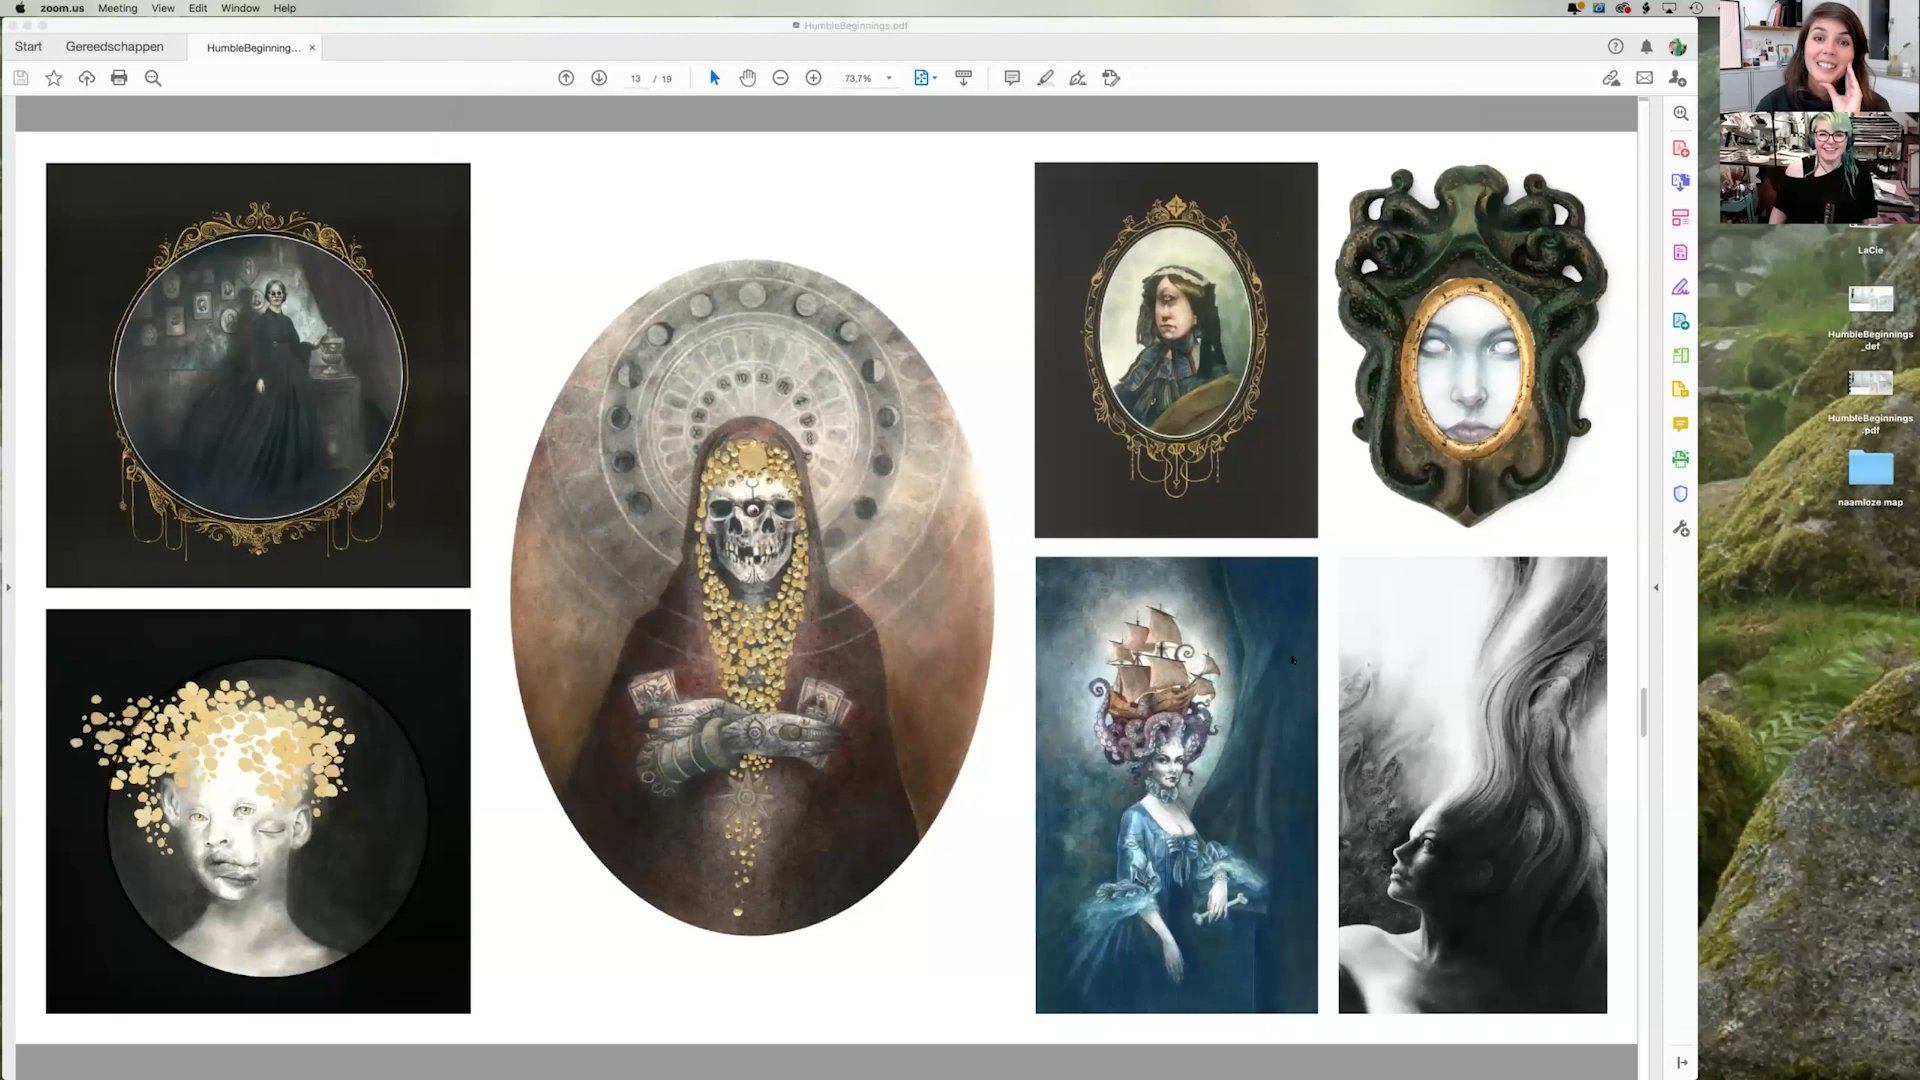 zoom.us Meeting View Edit Window Help
HumbleBeginnings.pdf
Start Gereedschappen HumbleBeginning...
13 / 19 73,7%
LaCie
HumbleBeginnings
_def
HumbleBeginnings
.pdf
naamloze map